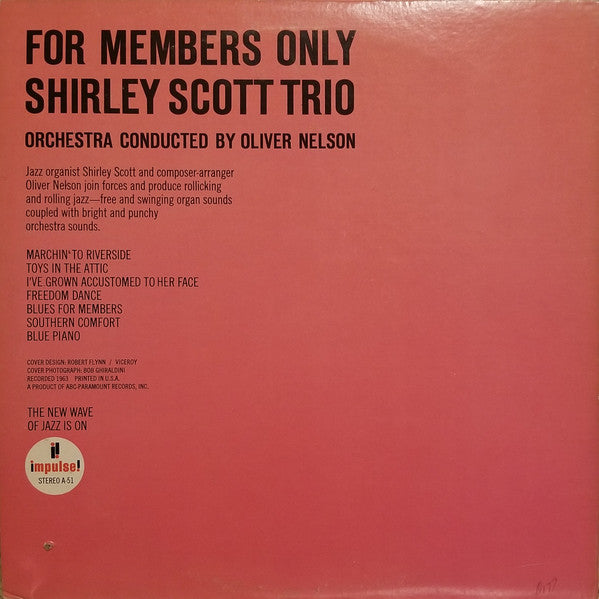 FOR MEMBERS ONLY
SHIRLEY SCOTT TRIO
ORCHESTRA CONDUCTED BY OLIVER NELSON
Jazz organist Shirley Scott and composer-arranger
Oliver Nelson join forces and produce rollicking
and rolling jazz—free and swinging organ sounds
coupled with bright and punchy
orchestra sounds.
MARCHIN' TO RIVERSIDE
TOYS IN THE ATTIC
I'VE GROWN ACCUSTOMED TO HER FACE
FREEDOM DANCE
BLUES FOR MEMBERS
SOUTHERN COMFORT
BLUE PIANO
COVER DESIGN: ROBERT FLYNN / VICEROY
COVER PHOTOGRAPH: BOB GHIRALDINI
RECORDED 1963 PRINTED IN U.S.A.
A PRODUCT OF ABC-PARAMOUNT RECORDS, INC.
THE NEW WAVE
OF JAZZ IS ON
i!
impulse!
STEREO A-51